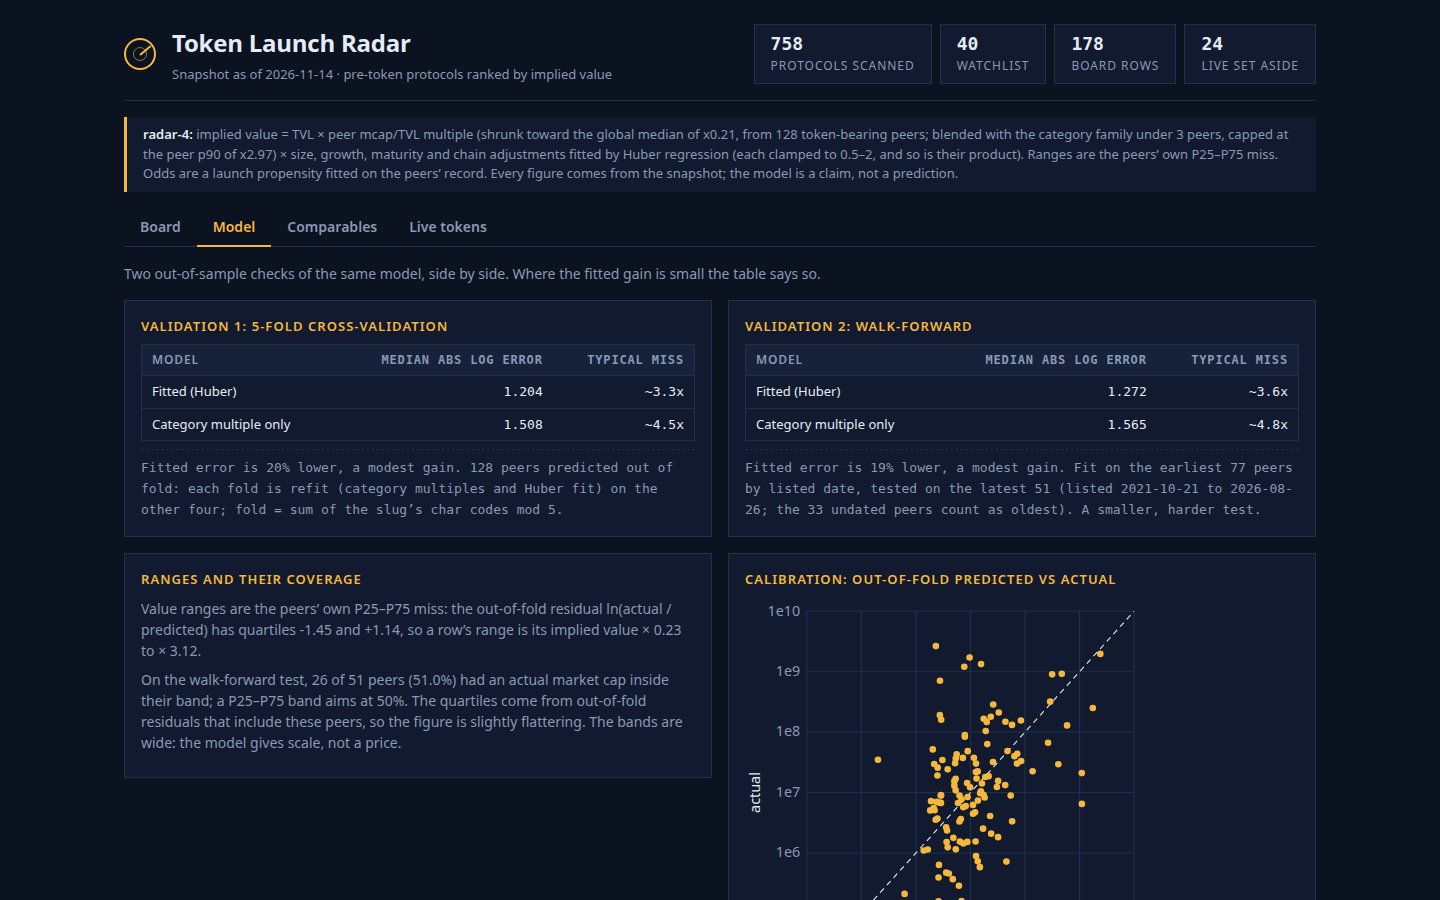 Token Launch Radar
Snapshot as of 2026-11-14 · pre-token protocols ranked by implied value
758
PROTOCOLS SCANNED
40
WATCHLIST
178
BOARD ROWS
24
LIVE SET ASIDE
radar-4: implied value = TVL × peer mcap/TVL multiple (shrunk toward the global median of x0.21, from 128 token-bearing peers; blended with the category family under 3 peers, capped at
the peer p90 of x2.97) × size, growth, maturity and chain adjustments fitted by Huber regression (each clamped to 0.5–2, and so is their product). Ranges are the peers’ own P25–P75 miss.
Odds are a launch propensity fitted on the peers’ record. Every figure comes from the snapshot; the model is a claim, not a prediction.
Board Model Comparables Live tokens
Two out-of-sample checks of the same model, side by side. Where the fitted gain is small the table says so.
VALIDATION 1: 5-FOLD CROSS-VALIDATION
MODEL MEDIAN ABS LOG ERROR TYPICAL MISS
Fitted (Huber) 1.204 ~3.3x
Category multiple only 1.508 ~4.5x
Fitted error is 20% lower, a modest gain. 128 peers predicted out of
fold: each fold is refit (category multiples and Huber fit) on the
other four; fold = sum of the slug’s char codes mod 5.
VALIDATION 2: WALK-FORWARD
MODEL MEDIAN ABS LOG ERROR TYPICAL MISS
Fitted (Huber) 1.272 ~3.6x
Category multiple only 1.565 ~4.8x
Fitted error is 19% lower, a modest gain. Fit on the earliest 77 peers
by listed date, tested on the latest 51 (listed 2021-10-21 to 2026-08-
26; the 33 undated peers count as oldest). A smaller, harder test.
RANGES AND THEIR COVERAGE
Value ranges are the peers’ own P25–P75 miss: the out-of-fold residual ln(actual /
predicted) has quartiles -1.45 and +1.14, so a row’s range is its implied value × 0.23
to × 3.12.
On the walk-forward test, 26 of 51 peers (51.0%) had an actual market cap inside
their band; a P25–P75 band aims at 50%. The quartiles come from out-of-fold
residuals that include these peers, so the figure is slightly flattering. The bands are
wide: the model gives scale, not a price.
CALIBRATION: OUT-OF-FOLD PREDICTED VS ACTUAL
1e10
1e9
1e8
1e7
1e6
actual